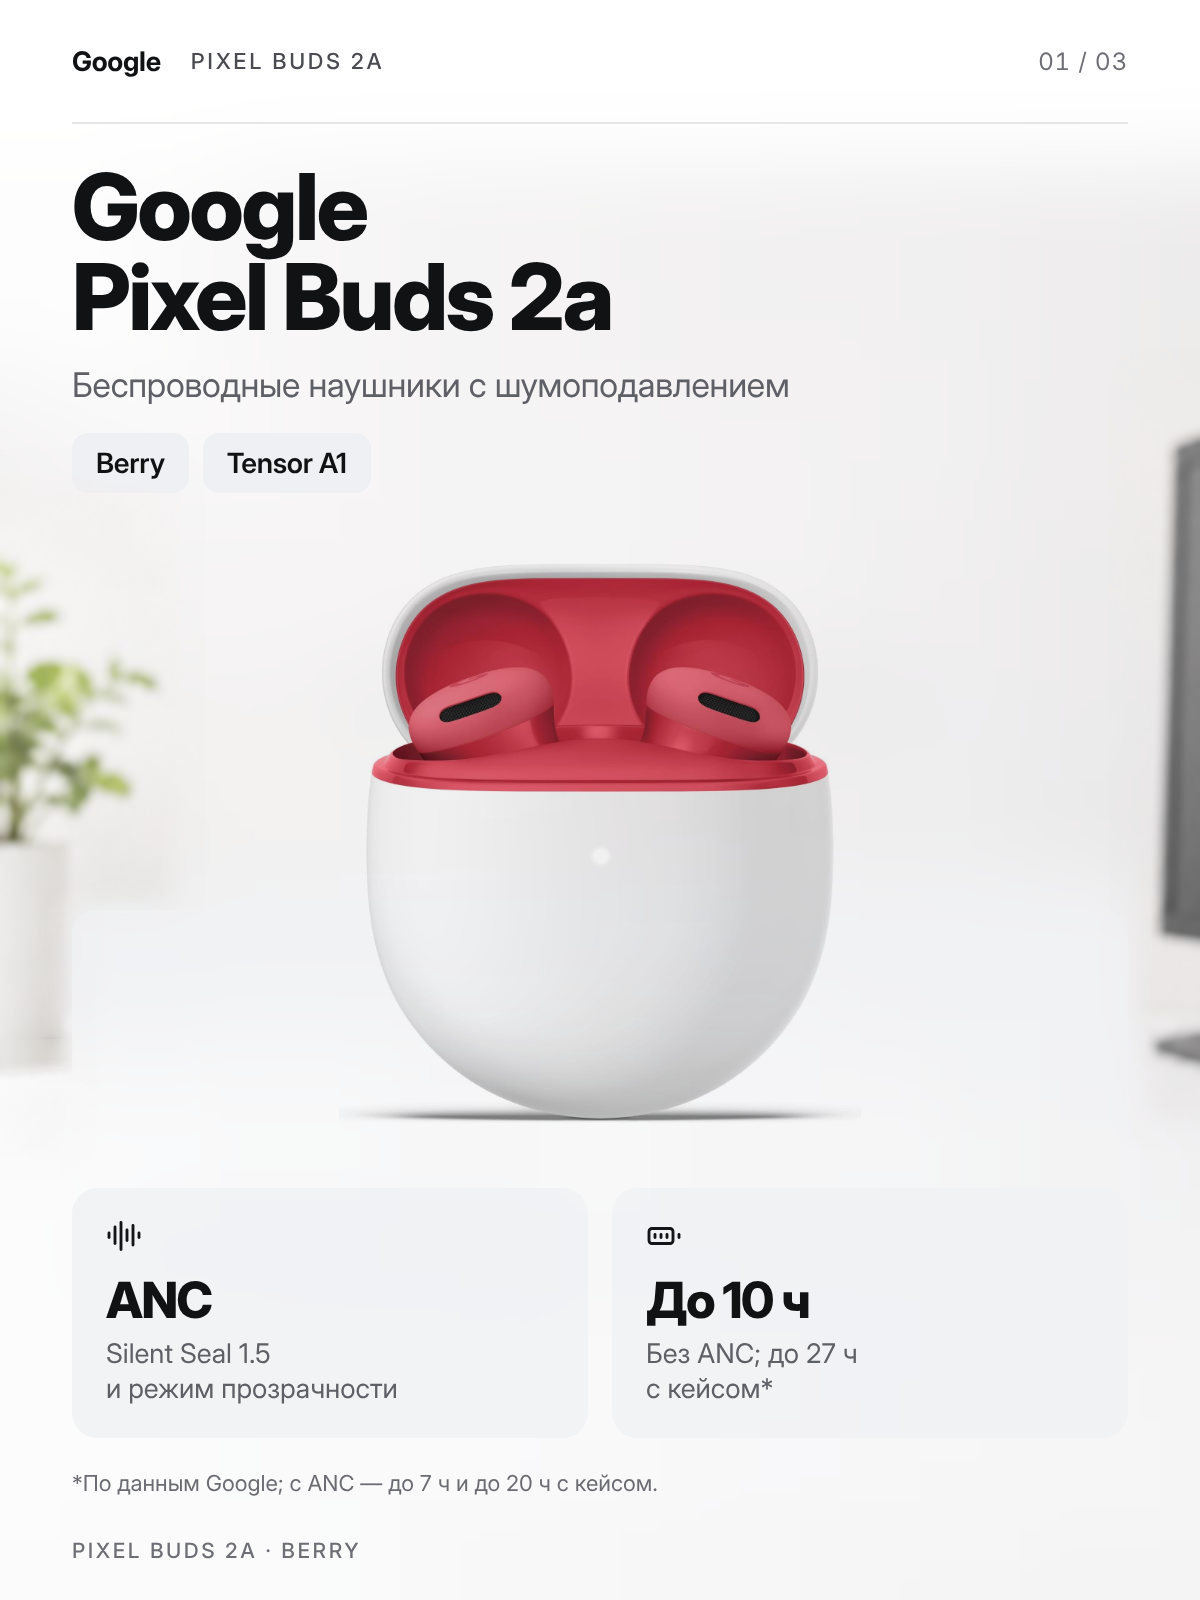 Google PIXEL BUDS 2A 01 / 03
Google
Pixel Buds 2a
Беспроводные наушники с шумоподавлением
Berry Tensor A1
ANC
Silent Seal 1.5
и режим прозрачности
До 10 ч
Без ANC; до 27 ч
с кейсом*
*По данным Google; с ANC — до 7 ч и до 20 ч с кейсом.
PIXEL BUDS 2A · BERRY